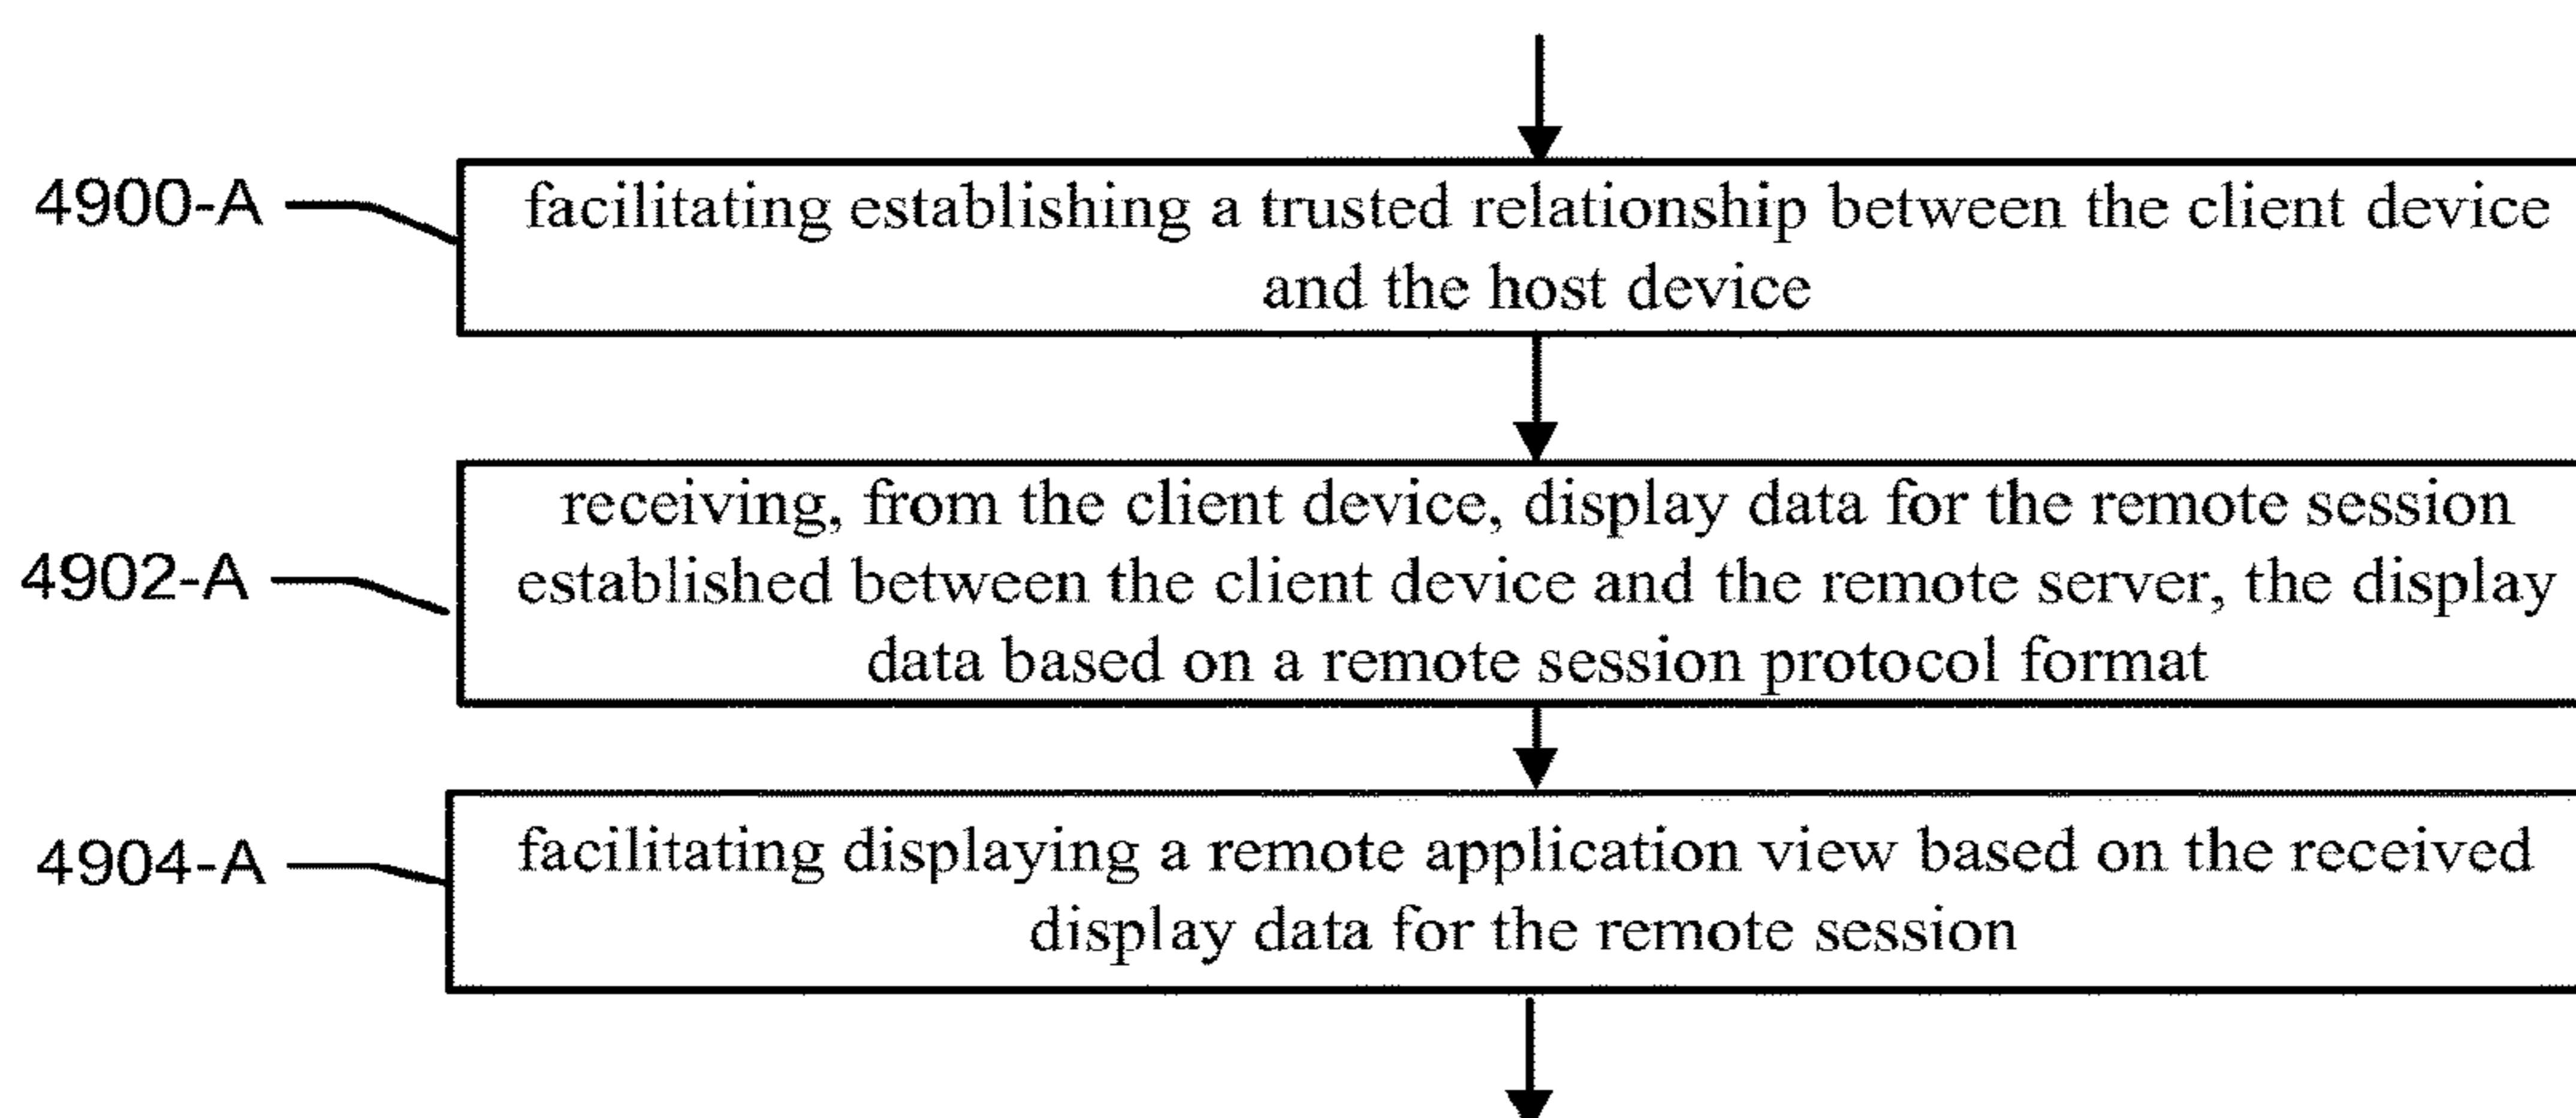 4900-A
facilitating establishing a trusted relationship between the client device
and the host device
4902-A
receiving, from the client device, display data for the remote session
established between the client device and the remote server, the display
data based on a remote session protocol format
4904-A
facilitating displaying a remote application view based on the received
display data for the remote session